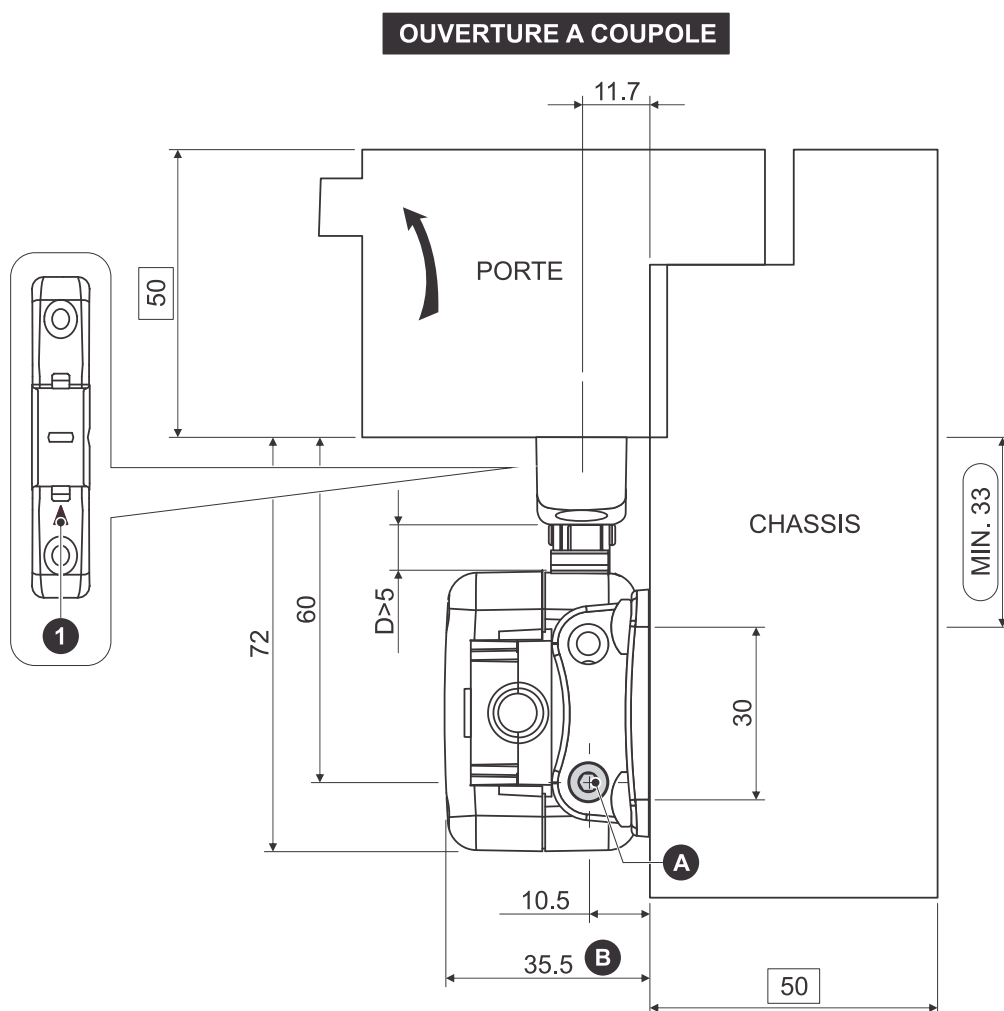 OUVERTURE A COUPOLE
11.7
50
PORTE
CHASSIS
MIN. 33
D>5
60
72
1
30
A
10.5
35.5
B
50